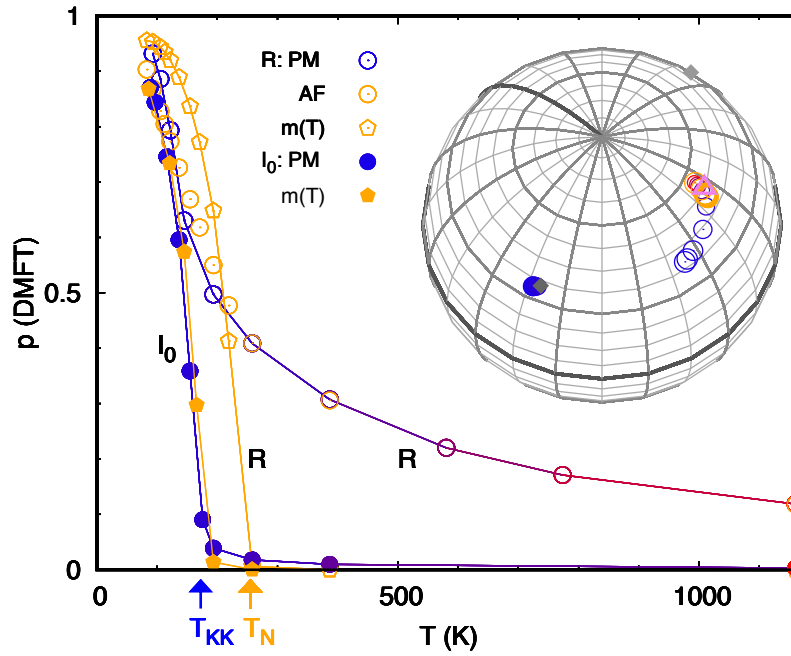 1
R: PM
AF
m(T)
I0: PM
m(T)
0.5
p (DMFT)
I0
R
R
0
0
500
1000
TKK
TN
T (K)